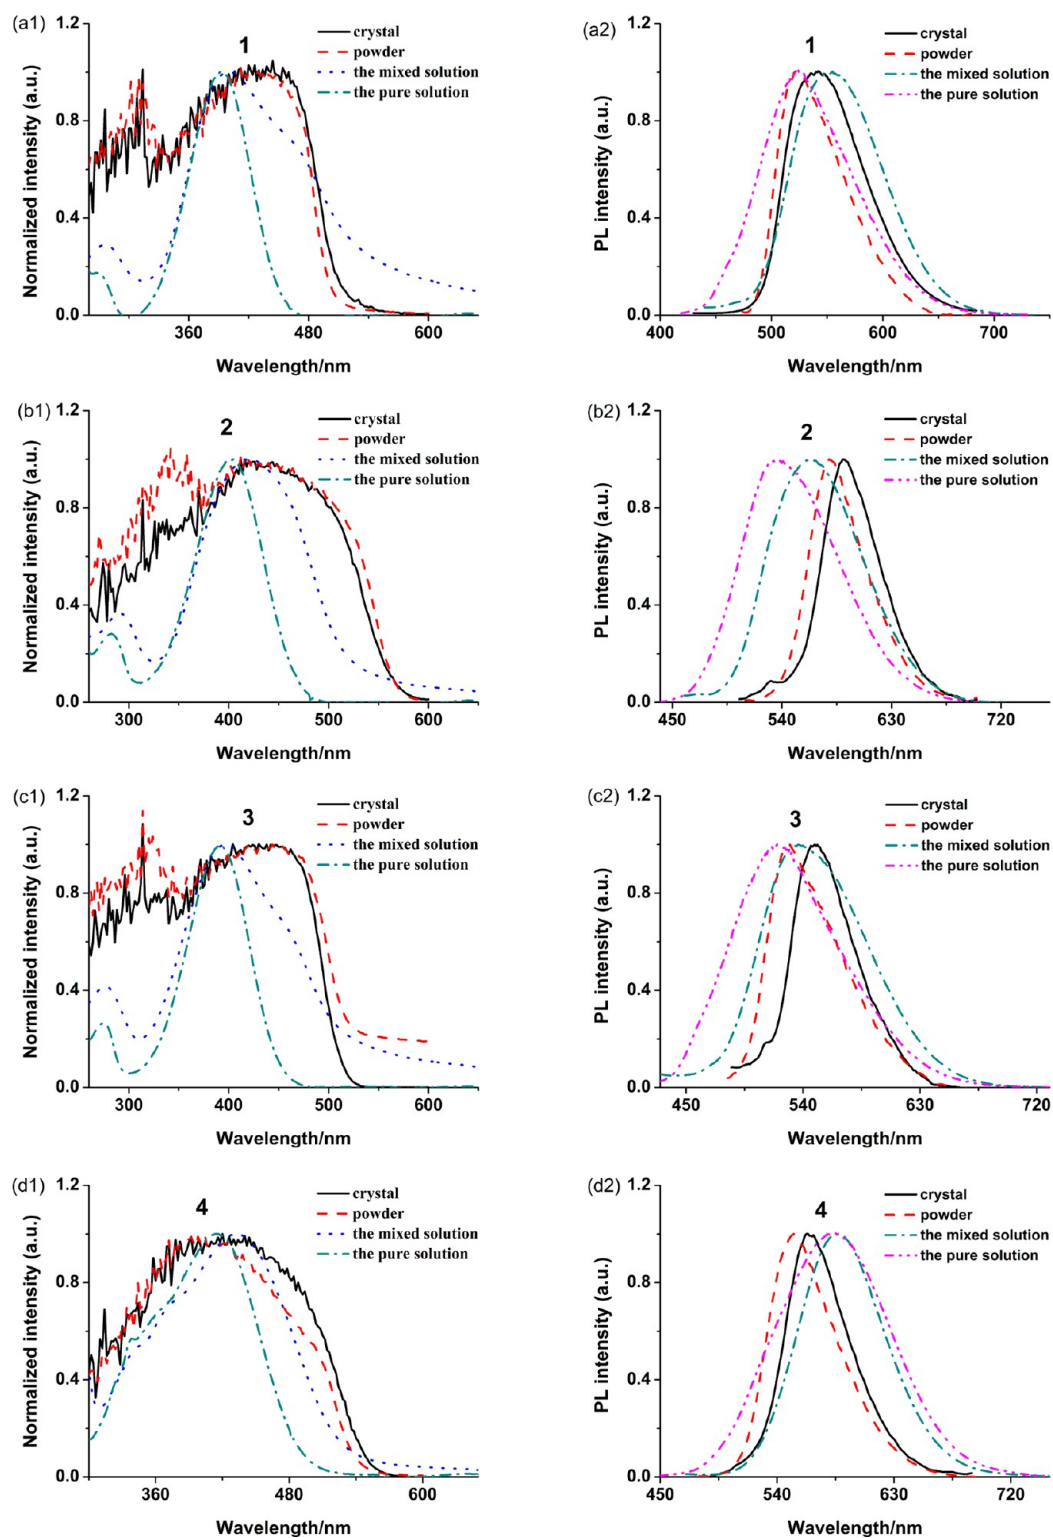 (a1)
1.2
0.8
0.4
0.0
Normalized intensity (a.u.)
1
crystal
powder
the mixed solution
the pure solution
360
480
600
Wavelength/nm
(a2)
1.2
0.8
0.4
0.0
PL intensity (a.u.)
1
crystal
powder
the mixed solution
the pure solution
400
500
600
700
Wavelength/nm
(b1)
1.2
0.8
0.4
0.0
Normalized intensity (a.u.)
2
crystal
powder
the mixed solution
the pure solution
300
400
500
600
Wavelength/nm
(b2)
1.2
0.8
0.4
0.0
PL intensity (a.u.)
2
crystal
powder
the mixed solution
the pure solution
450
540
630
720
Wavelength/nm
(c1)
1.2
0.8
0.4
0.0
Normalized intensity (a.u.)
3
crystal
powder
the mixed solution
the pure solution
300
400
500
600
Wavelength/nm
(c2)
1.2
0.8
0.4
0.0
PL intensity (a.u.)
3
crystal
powder
the mixed solution
the pure solution
450
540
630
720
Wavelength/nm
(d1)
1.2
0.8
0.4
0.0
Normalized intensity (a.u.)
4
crystal
powder
the mixed solution
the pure solution
360
480
600
Wavelength/nm
(d2)
1.2
0.8
0.4
0.0
PL intensity (a.u.)
4
crystal
powder
the mixed solution
the pure solution
450
540
630
720
Wavelength/nm